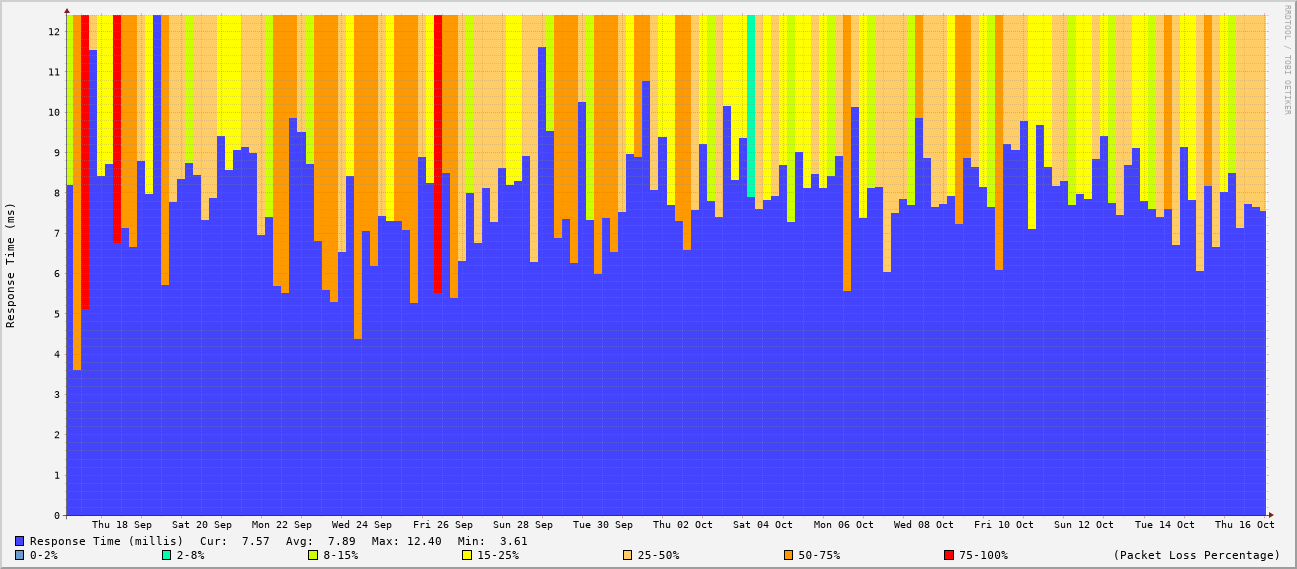 RRDTOOL / TOBI OETIKER
Response Time (ms)
12
11
10
9
8
7
6
5
4
3
2
1
0
Thu 18 Sep Sat 20 Sep Mon 22 Sep Wed 24 Sep Fri 26 Sep Sun 28 Sep Tue 30 Sep Thu 02 Oct Sat 04 Oct Mon 06 Oct Wed 08 Oct Fri 10 Oct Sun 12 Oct Tue 14 Oct Thu 16 Oct
Response Time (millis) Cur: 7.57 Avg: 7.89 Max: 12.40 Min: 3.61
0-2% 2-8% 8-15% 15-25% 25-50% 50-75% 75-100% (Packet Loss Percentage)